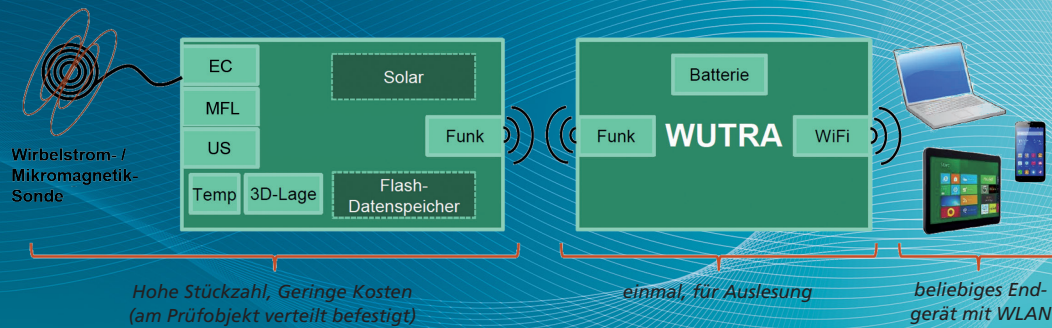 EC
MFL
US
Temp
3D-Lage
Solar
Flash-
Datenspeicher
Funk
Wirbelstrom- /
Mikromagnetik-
Sonde
Funk
Batterie
WUTRA
WiFi
Hohe Stückzahl, Geringe Kosten
(am Prüfobjekt verteilt befestigt)
einmal, für Auslesung
beliebiges End-
gerät mit WLAN